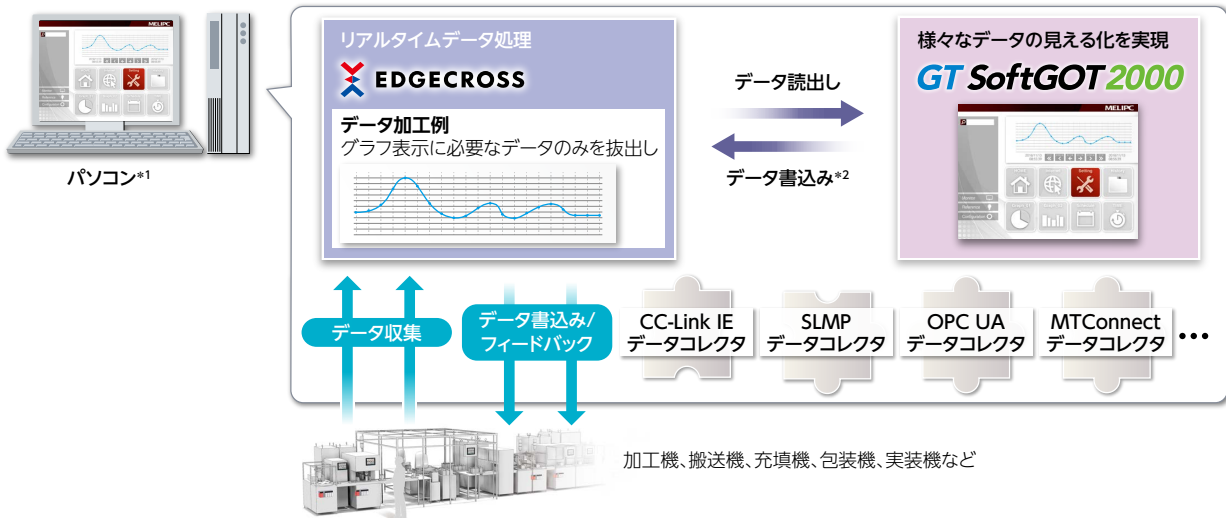 MELIPC
パソコン*1
リアルタイムデータ処理
EDGECROSS
データ加工例
グラフ表示に必要なデータのみを抜出し
データ読出し
データ書込み*2
様々なデータの見える化を実現
GT SoftGOT2000
MELIPC
データ収集
データ書込み/
フィードバック
CC-Link IE
データコレクタ
SLMP
データコレクタ
OPC UA
データコレクタ
MTConnect
データコレクタ
•••
加工機、搬送機、充填機、包装機、実装機など